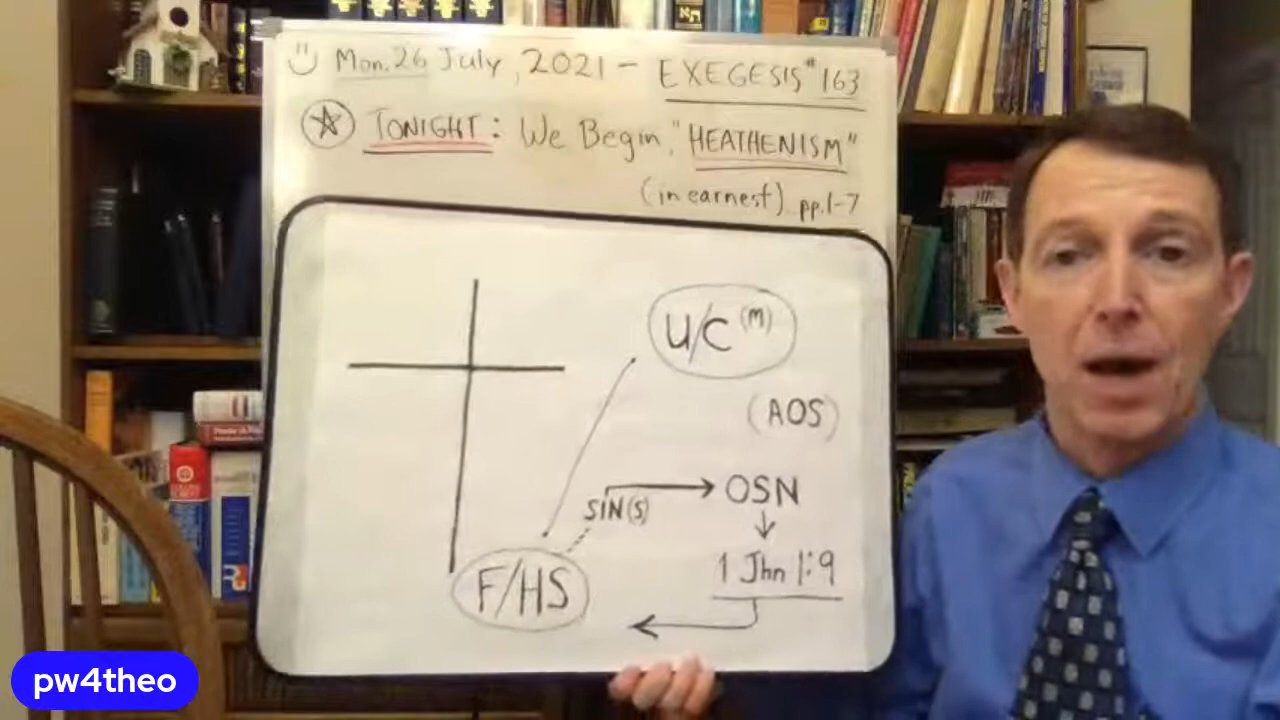 Mon. 26 July, 2021 - EXEGESIS #163
TONIGHT: We Begin "HEATHENISM"
(in earnest) pp. 1-7
U/C (M)
(AOS)
SIN(S) → OSN
1 Jhn 1:9
F/HS
pw4theo